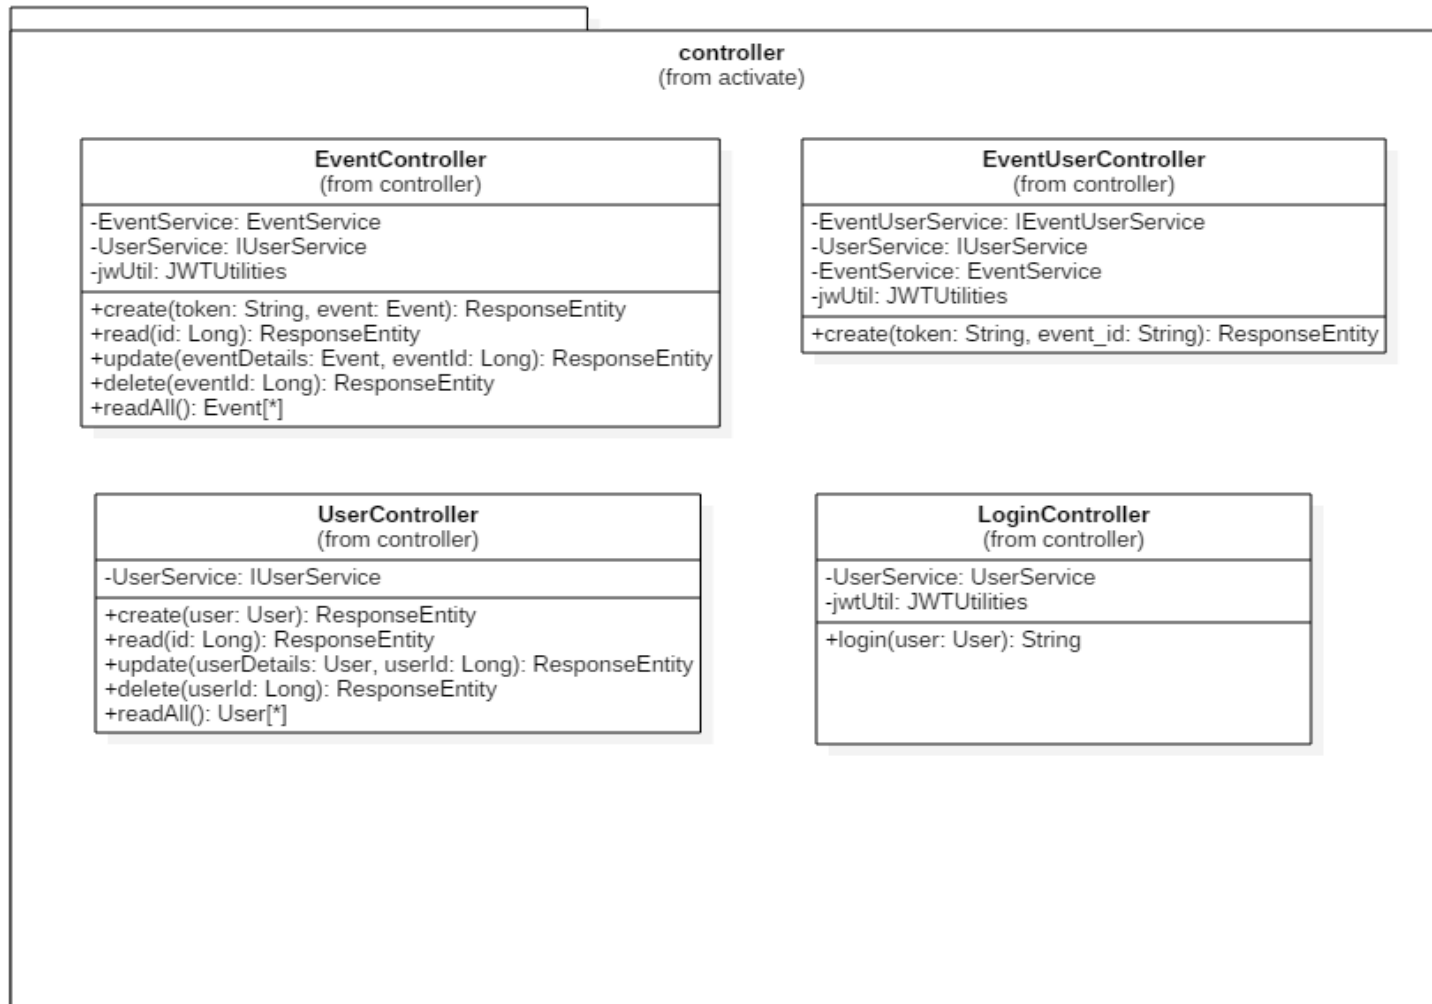 controller
(from activate)
EventController
(from controller)
-EventService: EventService
-UserService: IUserService
-jwUtil: JWTUtilities
+create(token: String, event: Event): ResponseEntity
+read(id: Long): ResponseEntity
+update(eventDetails: Event, eventId: Long): ResponseEntity
+delete(eventId: Long): ResponseEntity
+readAll(): Event[*]
EventUserController
(from controller)
-EventUserService: IEventUserService
-UserService: IUserService
-EventService: EventService
-jwUtil: JWTUtilities
+create(token: String, event_id: String): ResponseEntity
UserController
(from controller)
-UserService: IUserService
+create(user: User): ResponseEntity
+read(id: Long): ResponseEntity
+update(userDetails: User, userId: Long): ResponseEntity
+delete(userId: Long): ResponseEntity
+readAll(): User[*]
LoginController
(from controller)
-UserService: UserService
-jwtUtil: JWTUtilities
+login(user: User): String